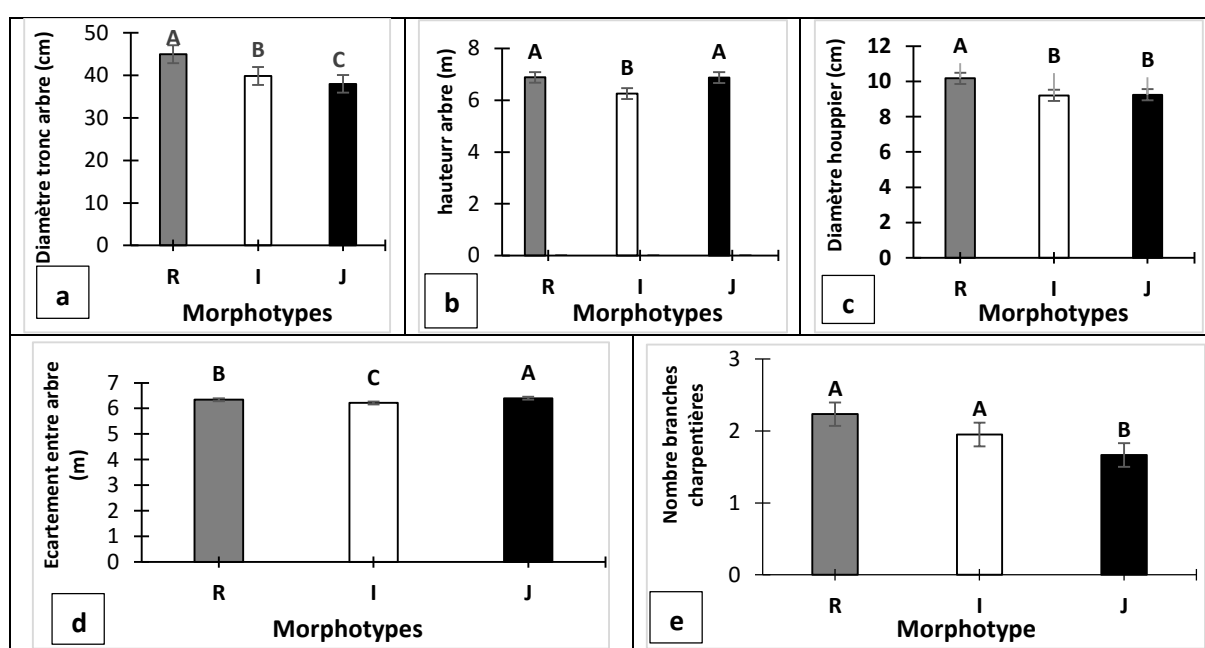 Diamètre tronc arbre (cm)
50
40
30
20
10
0
A
B
C
R
I
J
Morphotypes
a
hauteurr arbre (m)
8
6
4
2
0
A
B
A
R
I
J
Morphotypes
b
Diamètre houppier (cm)
12
10
8
6
4
2
0
A
B
B
R
I
J
Morphotypes
c
Ecartement entre arbre
(m)
7
6
5
4
3
2
1
0
B
C
A
R
I
J
Morphotypes
d
Nombre branches
charpentières
3
2
1
0
A
A
B
R
I
J
Morphotype
e